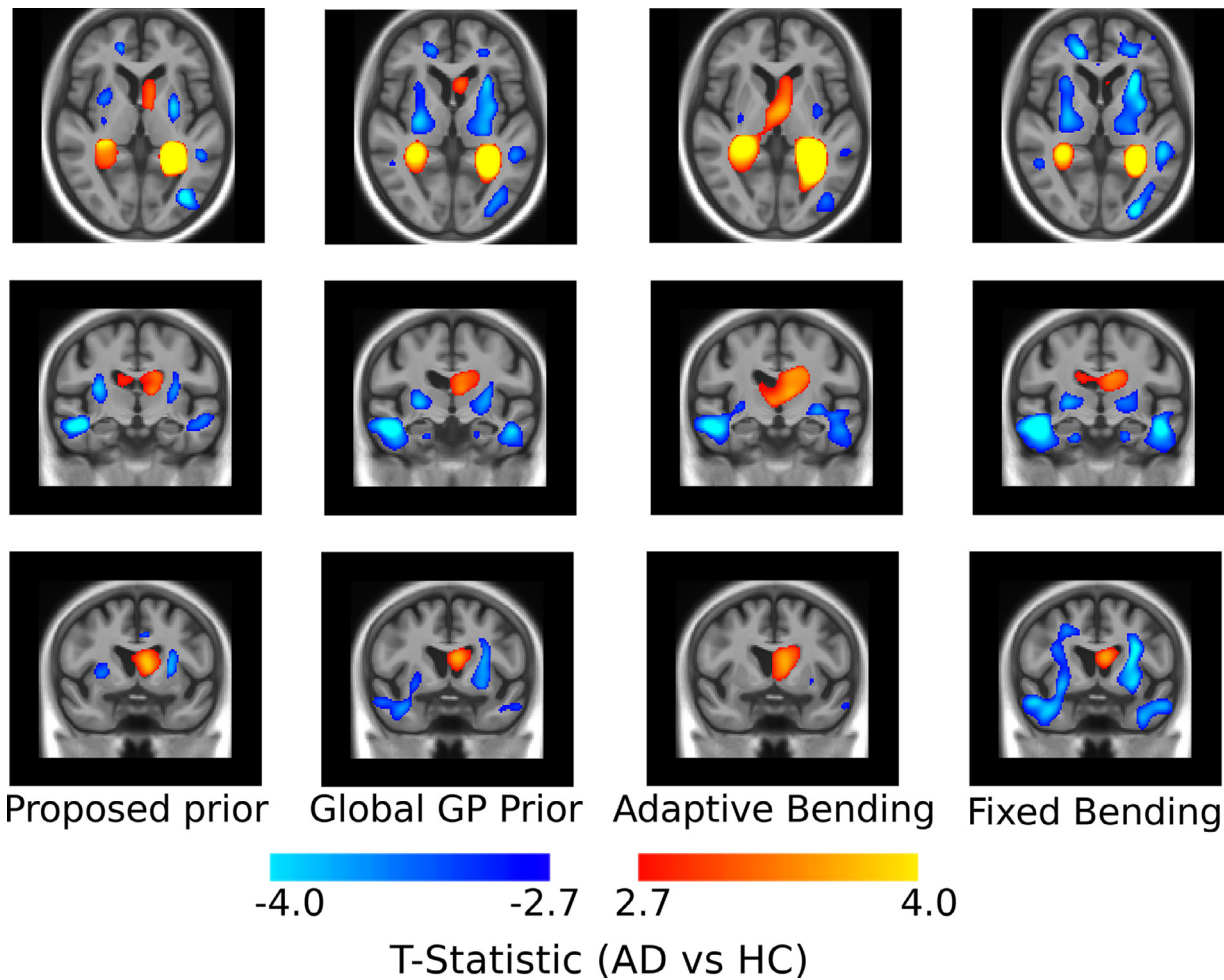 Proposed prior Global GP Prior Adaptive Bending Fixed Bending
-4.0 -2.7 2.7 4.0
T-Statistic (AD vs HC)